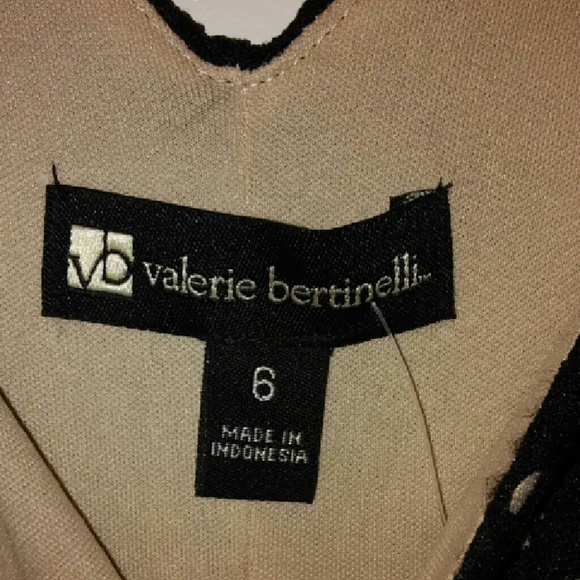 vb valerie bertinelli...
6
MADE IN
INDONESIA